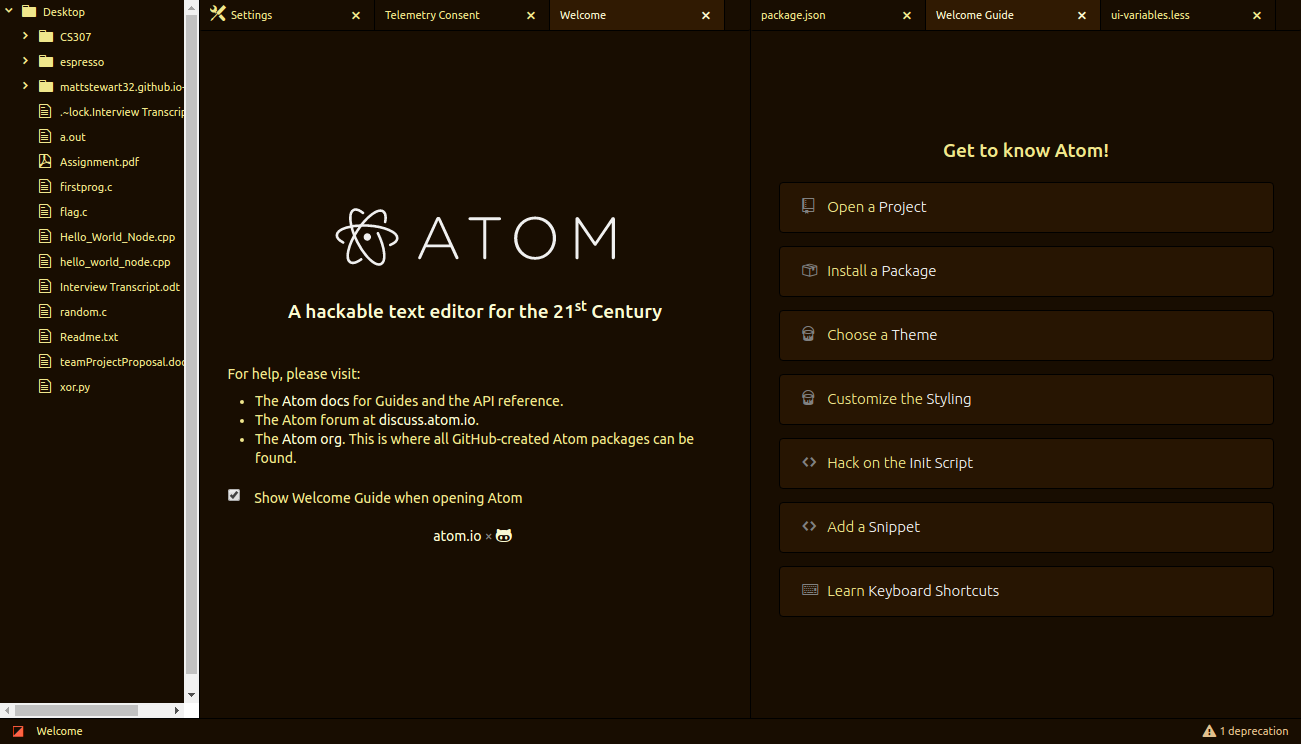 Desktop
CS307
espresso
mattstewart32.github.io-
.~lock.Interview Transcrip
a.out
Assignment.pdf
firstprog.c
flag.c
Hello_World_Node.cpp
hello_world_node.cpp
Interview Transcript.odt
random.c
Readme.txt
teamProjectProposal.doc
xor.py
Settings
Telemetry Consent
Welcome
ATOM
A hackable text editor for the 21st Century
For help, please visit:
• The Atom docs for Guides and the API reference.
• The Atom forum at discuss.atom.io.
• The Atom org. This is where all GitHub-created Atom packages can be
found.
Show Welcome Guide when opening Atom
atom.io ×
package.json
Welcome Guide
ui-variables.less
Get to know Atom!
Open a Project
Install a Package
Choose a Theme
Customize the Styling
Hack on the Init Script
Add a Snippet
Learn Keyboard Shortcuts
Welcome
1 deprecation